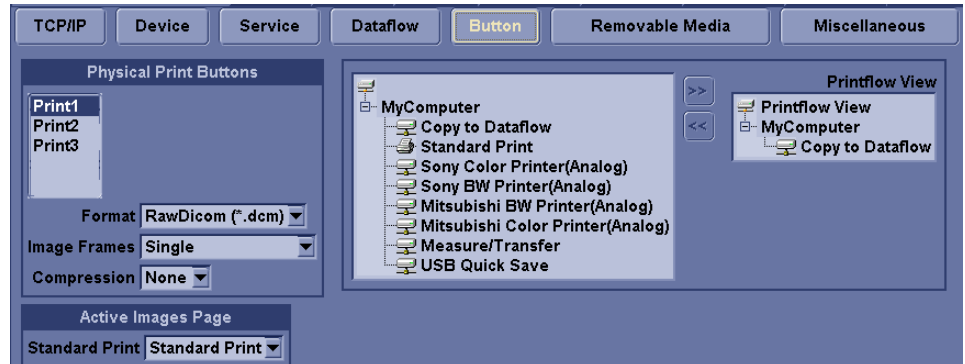 TCP/IP Device Service Dataflow Button Removable Media Miscellaneous
Physical Print Buttons
Print1
Print2
Print3
Format RawDicom (*.dcm)
Image Frames Single
Compression None
Active Images Page
Standard Print Standard Print
MyComputer
Copy to Dataflow
Standard Print
Sony Color Printer(Analog)
Sony BW Printer(Analog)
Mitsubishi BW Printer(Analog)
Mitsubishi Color Printer(Analog)
Measure/Transfer
USB Quick Save
>>
<<
Printflow View
Printflow View
MyComputer
Copy to Dataflow